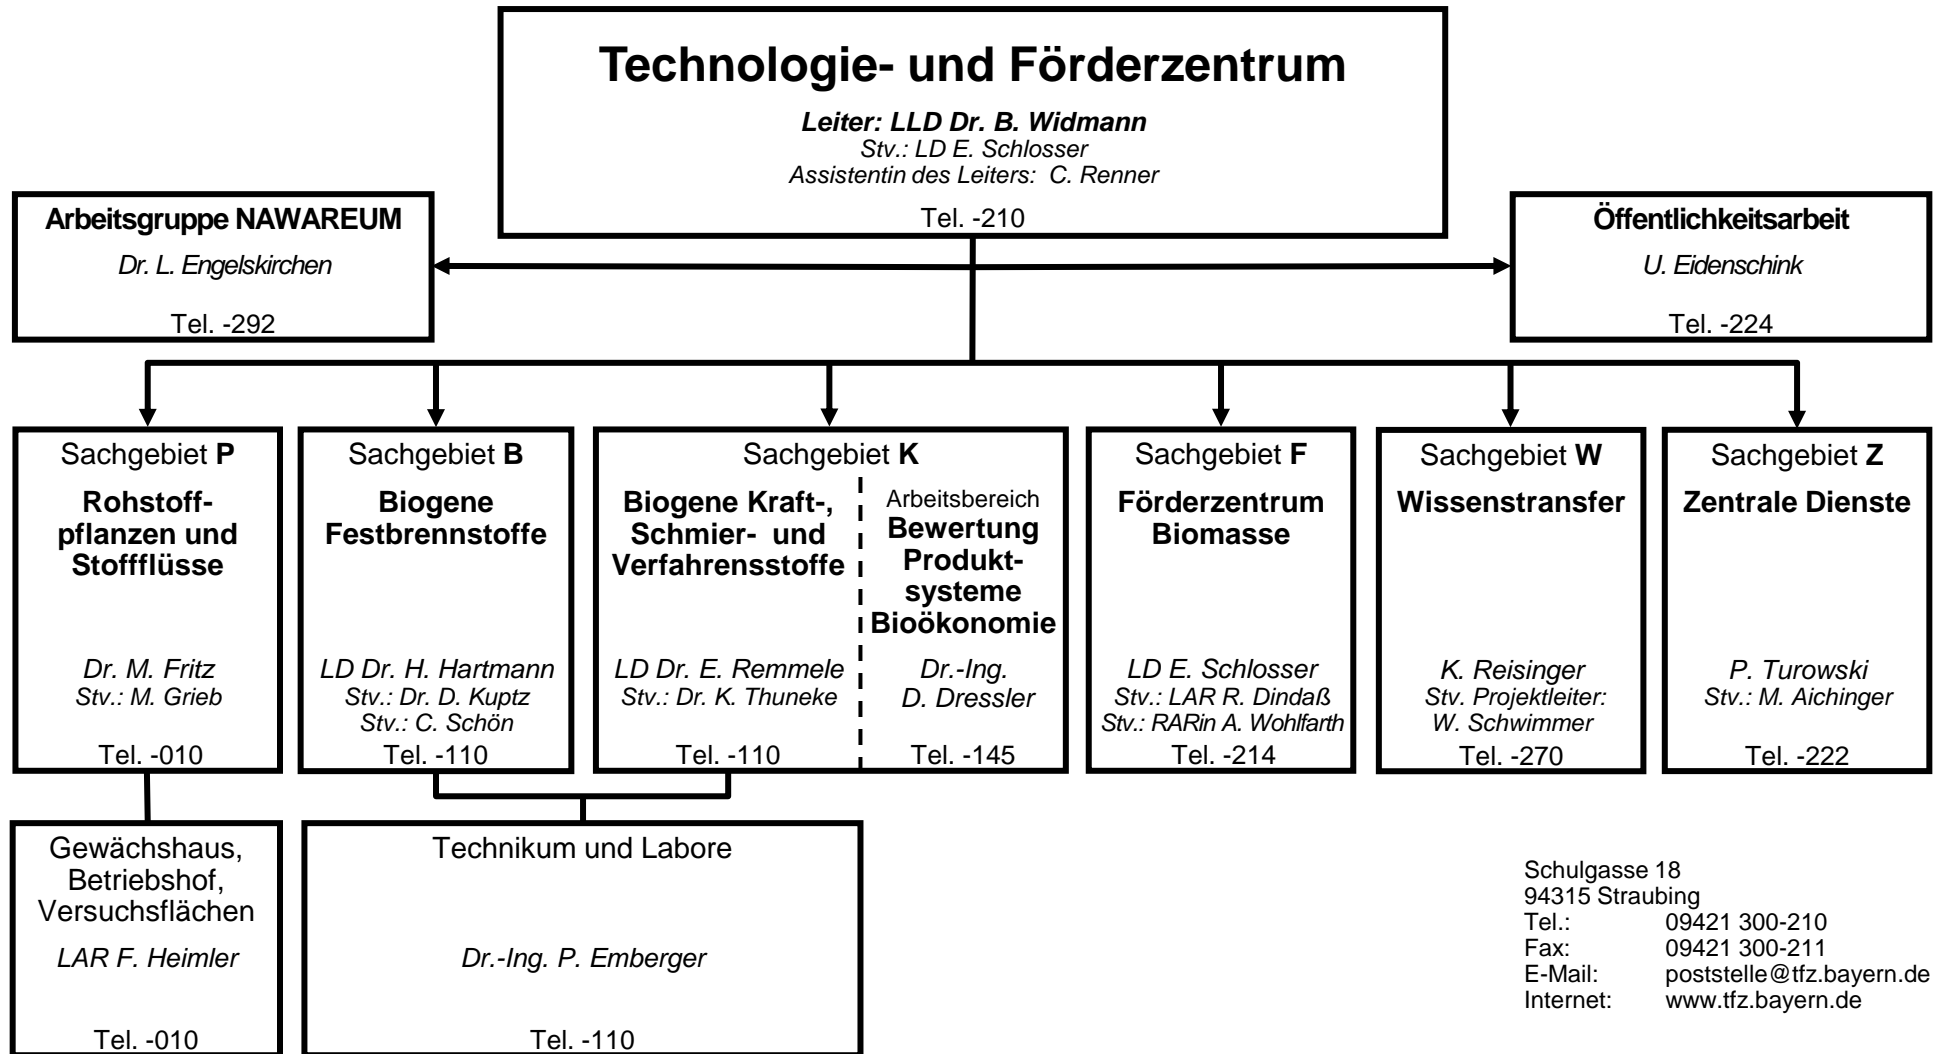 Technologie- und Förderzentrum
Leiter: LLD Dr. B. Widmann
Stv.: LD E. Schlosser
Assistentin des Leiters: C. Renner
Tel. -210
Arbeitsgruppe NAWAREUM
Dr. L. Engelskirchen
Tel. -292
Öffentlichkeitsarbeit
U. Eidenschink
Tel. -224
Sachgebiet P
Rohstoff-
pflanzen und
Stoffflüsse
Dr. M. Fritz
Stv.: M. Grieb
Tel. -010
Sachgebiet B
Biogene
Festbrennstoffe
LD Dr. H. Hartmann
Stv.: Dr. D. Kuptz
Stv.: C. Schön
Tel. -110
Sachgebiet K
Biogene Kraft-,
Schmier- und
Verfahrensstoffe
LD Dr. E. Remmele
Stv.: Dr. K. Thuneke
Tel. -110
Arbeitsbereich
Bewertung
Produkt-
systeme
Bioökonomie
Dr.-Ing.
D. Dressler
Tel. -145
Sachgebiet F
Förderzentrum
Biomasse
LD E. Schlosser
Stv.: LAR R. Dindaß
Stv.: RARin A. Wohlfarth
Tel. -214
Sachgebiet W
Wissenstransfer
K. Reisinger
Stv. Projektleiter:
W. Schwimmer
Tel. -270
Sachgebiet Z
Zentrale Dienste
P. Turowski
Stv.: M. Aichinger
Tel. -222
Gewächshaus,
Betriebshof,
Versuchsflächen
LAR F. Heimler
Tel. -010
Technikum und Labore
Dr.-Ing. P. Emberger
Tel. -110
Schulgasse 18
94315 Straubing
Tel.: 09421 300-210
Fax: 09421 300-211
E-Mail: poststelle@tfz.bayern.de
Internet: www.tfz.bayern.de